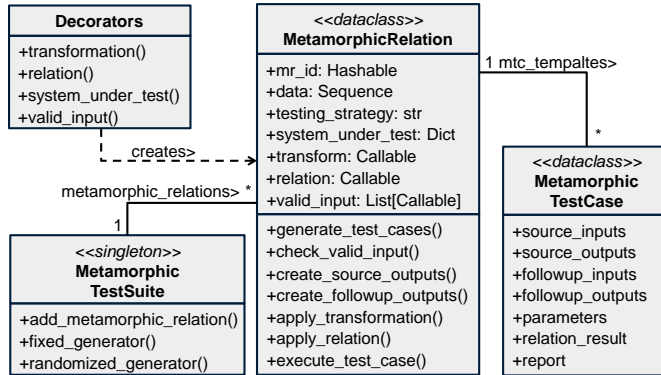 Decorators
+transformation()
+relation()
+system_under_test()
+valid_input()
creates>
<<dataclass>>
MetamorphicRelation
+mr_id: Hashable
+data: Sequence
+testing_strategy: str
+system_under_test: Dict
+transform: Callable
+relation: Callable
+valid_input: List[Callable]
+generate_test_cases()
+check_valid_input()
+create_source_outputs()
+create_followup_outputs()
+apply_transformation()
+apply_relation()
+execute_test_case()
1 mtc_tempaltes>
*
metamorphic_relations> *
1
<<singleton>>
Metamorphic
TestSuite
+add_metamorphic_relation()
+fixed_generator()
+randomized_generator()
<<dataclass>>
Metamorphic
TestCase
+source_inputs
+source_outputs
+followup_inputs
+followup_outputs
+parameters
+relation_result
+report